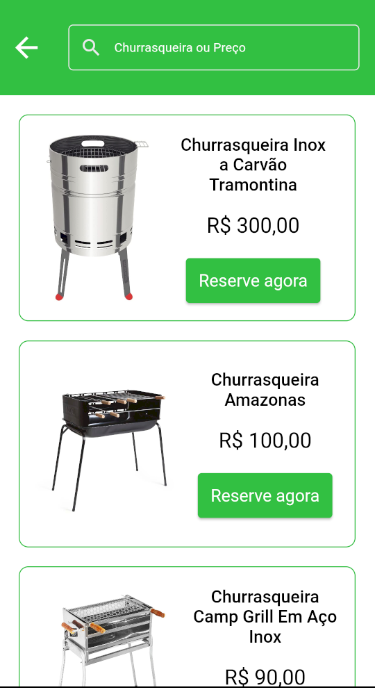 Churrasqueira ou Preço
Churrasqueira Inox
a Carvão
Tramontina
R$ 300,00
Reserve agora
Churrasqueira
Amazonas
R$ 100,00
Reserve agora
Churrasqueira
Camp Grill Em Aço
Inox
R$ 90,00